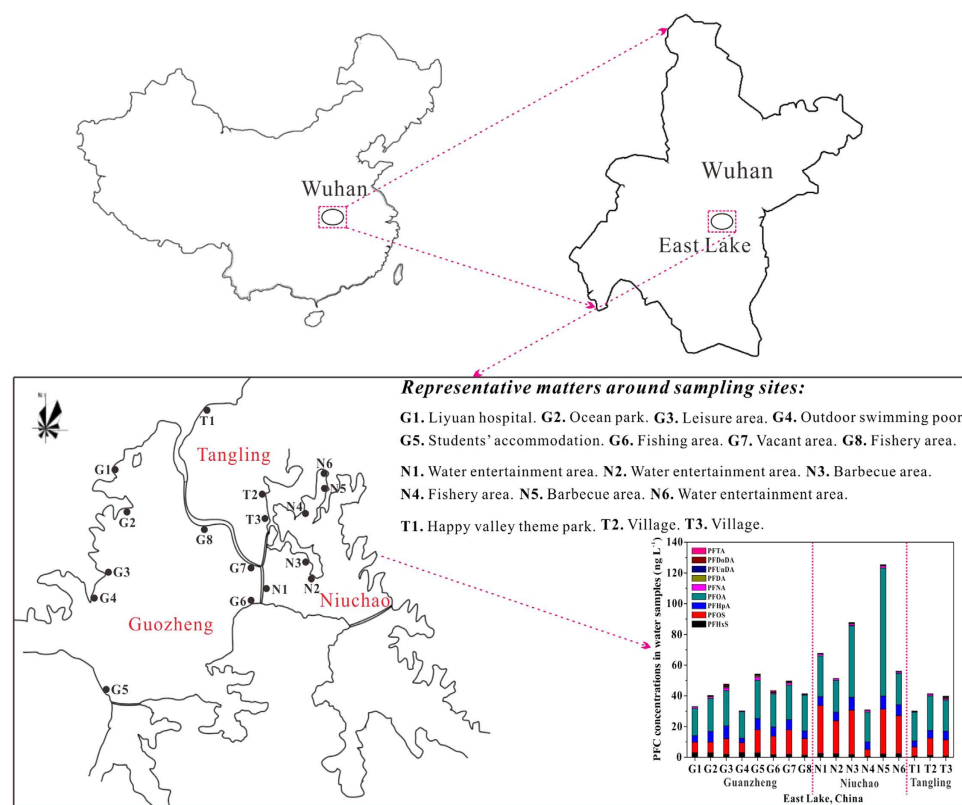 Wuhan
Wuhan
East Lake
Representative matters around sampling sites:
G1. Liyuan hospital. G2. Ocean park. G3. Leisure area. G4. Outdoor swimming poor
G5. Students' accommodation. G6. Fishing area. G7. Vacant area. G8. Fishery area.
N1. Water entertainment area. N2. Water entertainment area. N3. Barbecue area.
N4. Fishery area. N5. Barbecue area. N6. Water entertainment area.
T1. Happy valley theme park. T2. Village. T3. Village.
N
T1
Tangling
G1
N6
N5
T2
G2
N4
T3
G8
N3
G7
G3
N2
N1
G4
G6
Niuchao
Guozheng
G5
PFC concentrations in water samples (ng L⁻¹)
140
120
100
80
60
40
20
0
PFTA
PFDoDA
PFUnDA
PFDA
PFNA
PFOA
PFHpA
PFOS
PFHxS
G1 G2 G3 G4 G5 G6 G7 G8 N1 N2 N3 N4 N5 N6 T1 T2 T3
Guanzheng Niuchao Tangling
East Lake, China